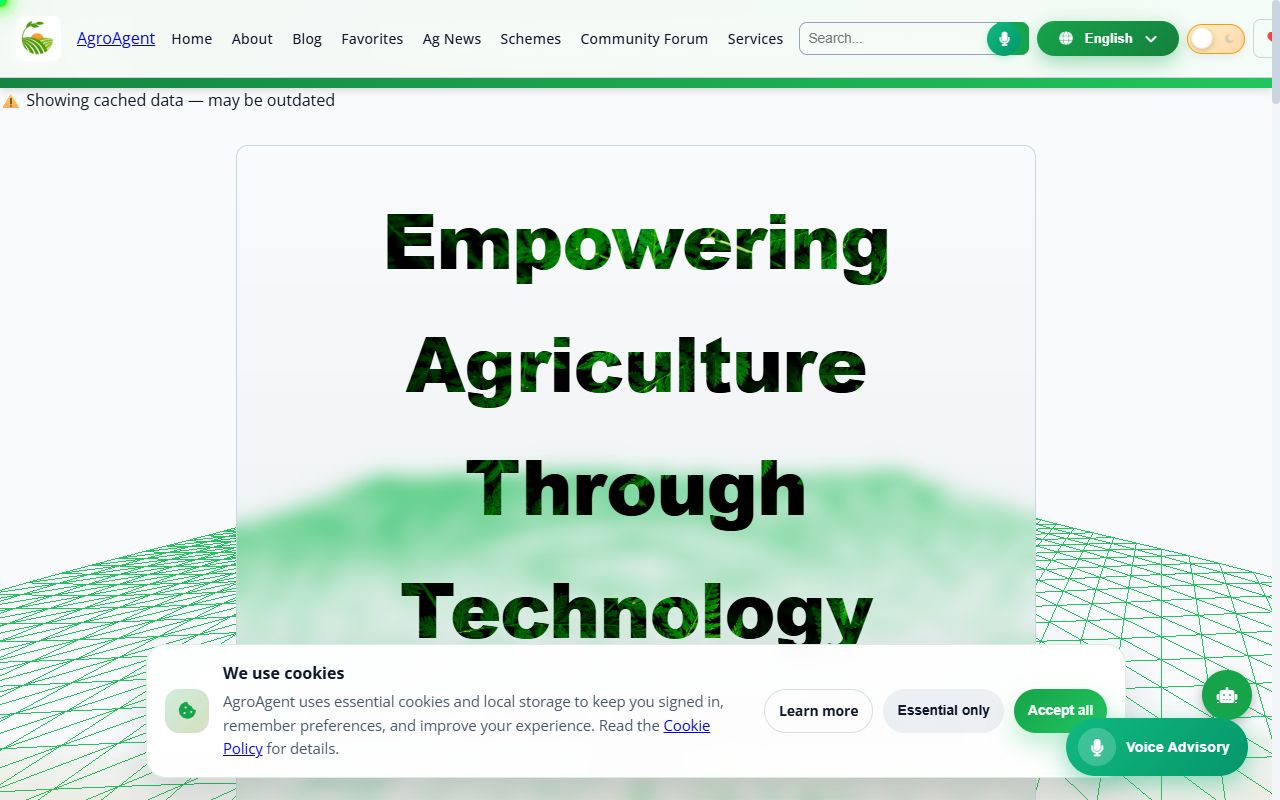 AgroAgent Home About Blog Favorites Ag News Schemes Community Forum Services Search... English
Showing cached data — may be outdated
Empowering
Agriculture
Through
Technology
We use cookies
AgroAgent uses essential cookies and local storage to keep you signed in,
remember preferences, and improve your experience. Read the Cookie
Policy for details.
Learn more Essential only Accept all
Voice Advisory